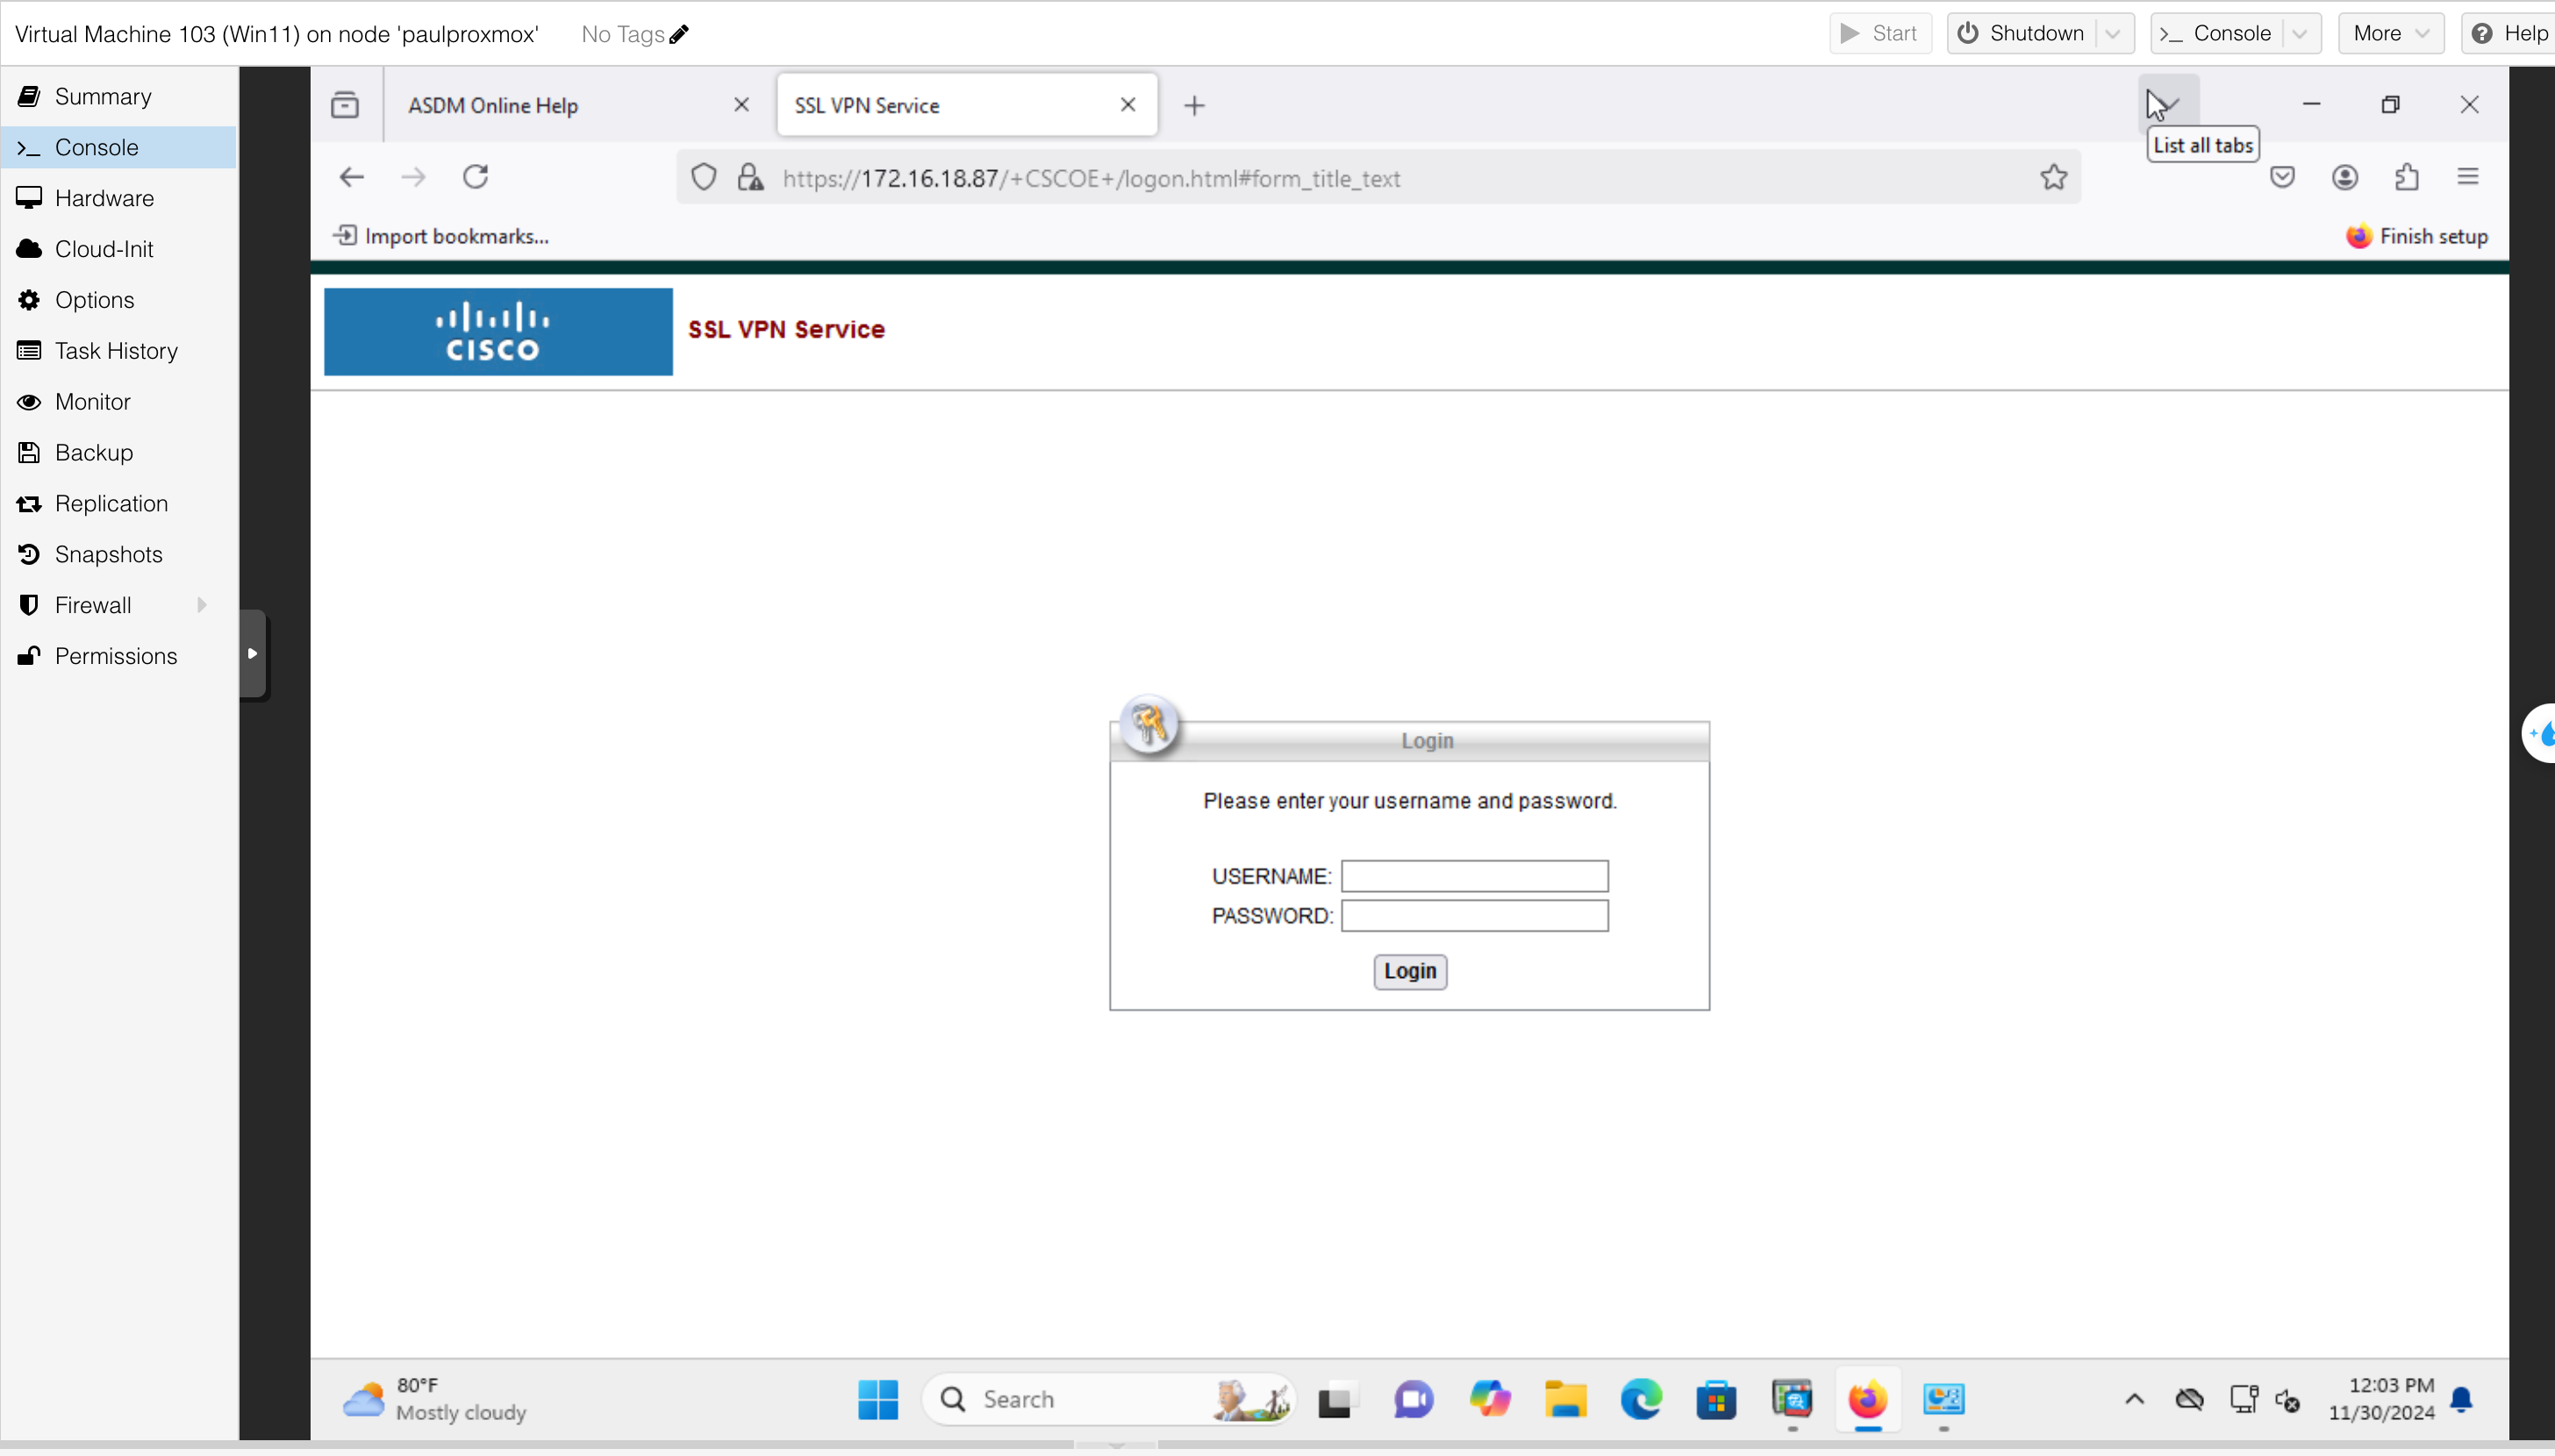 Virtual Machine 103 (Win11) on node 'paulproxmox' No Tags Start Shutdown Console More Help
Summary
Console
Hardware
Cloud-Init
Options
Task History
Monitor
Backup
Replication
Snapshots
Firewall
Permissions
ASDM Online Help SSL VPN Service
List all tabs
https://172.16.18.87/+CSCOE+/logon.html#form_title_text
Import bookmarks... Finish setup
CISCO
SSL VPN Service
Login
Please enter your username and password.
USERNAME:
PASSWORD:
Login
80°F
Mostly cloudy
Search
12:03 PM
11/30/2024